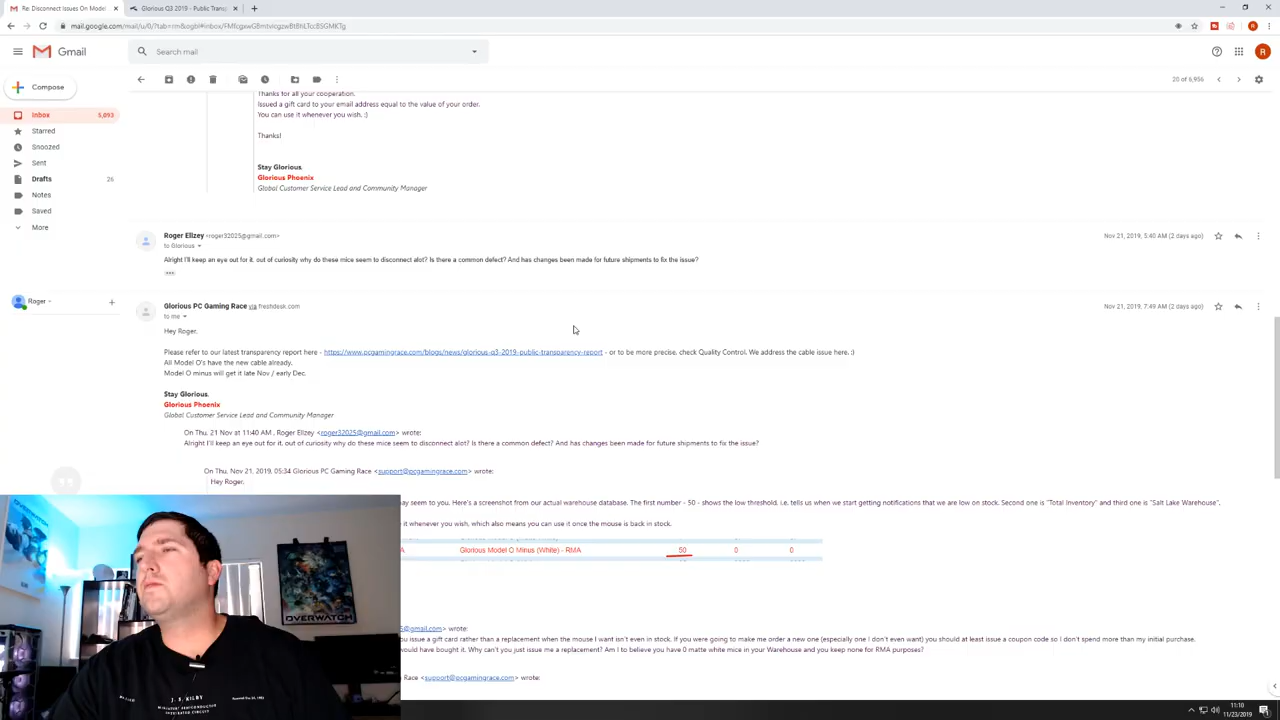 Re: Disconnect Issues On Model
Glorious Q3 2019 - Public Transp
Gmail
Search mail
20 of 6,956
Compose
Inbox 5,093
Starred
Snoozed
Sent
Drafts 26
Notes
Saved
More
Roger
Thanks for all your cooperation.
Issued a gift card to your email address equal to the value of your order.
You can use it whenever you wish. :)
Thanks!
Stay Glorious.
Glorious Phoenix
Global Customer Service Lead and Community Manager
Roger Elizey <roger32025@gmail.com>
to Glorious
Nov 21, 2019, 5:40 AM (2 days ago)
Alright I'll keep an eye out for it. out of curiosity why do these mice seem to disconnect alot? Is there a common defect? And has changes been made for future shipments to fix the issue?
Glorious PC Gaming Race via freshdesk.com
to me
Nov 21, 2019, 7:49 AM (2 days ago)
Hey Roger.
Please refer to our latest transparency report here - https://www.pcgamingrace.com/blogs/news/glorious-q3-2019-public-transparency-report - or to be more precise, check Quality Control. We address the cable issue here. :)
All Model O's have the new cable already.
Model O minus will get it late Nov / early Dec.
Stay Glorious.
Glorious Phoenix
Global Customer Service Lead and Community Manager
On Thu, 21 Nov at 11:40 AM , Roger Elizey <roger32025@gmail.com> wrote:
Alright I'll keep an eye out for it. out of curiosity why do these mice seem to disconnect alot? Is there a common defect? And has changes been made for future shipments to fix the issue?
On Thu, Nov 21, 2019, 05:34 Glorious PC Gaming Race <support@pcgamingrace.com> wrote:
Hey Roger.
ay seem to you. Here's a screenshot from our actual warehouse database. The first number - 50 - shows the low threshold, i.e. tells us when we start getting notifications that we are low on stock. Second one is "Total Inventory" and third one is "Salt Lake Warehouse".
it whenever you wish, which also means you can use it once the mouse is back in stock.
A Glorious Model O Minus (White) - RMA 50 0 0
@gmail.com> wrote:
ou issue a gift card rather than a replacement when the mouse I want isn't even in stock. If you were going to make me order a new one (especially one I don't even want) you should at least issue a coupon code so I don't spend more than my initial purchase.
would have bought it. Why can't you just issue me a replacement? Am I to believe you have 0 matte white mice in your Warehouse and you keep none for RMA purposes?
Race <support@pcgamingrace.com> wrote:
OVERWATCH
J. S. KILBY
11:10
11/23/2019